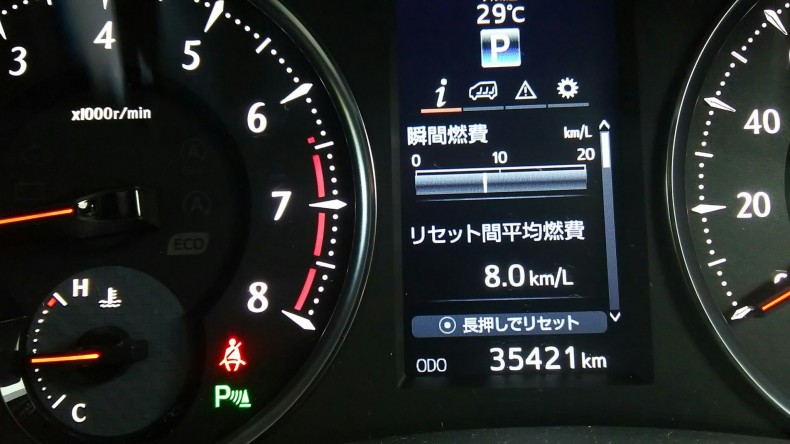 29℃
P
瞬間燃費 km/L
0 10 20
リセット間平均燃費
8.0 km/L
長押しでリセット
ODO 35421 km
3 4 5 6 7 8
x1000r/min
ECO
H
C
P
40
20